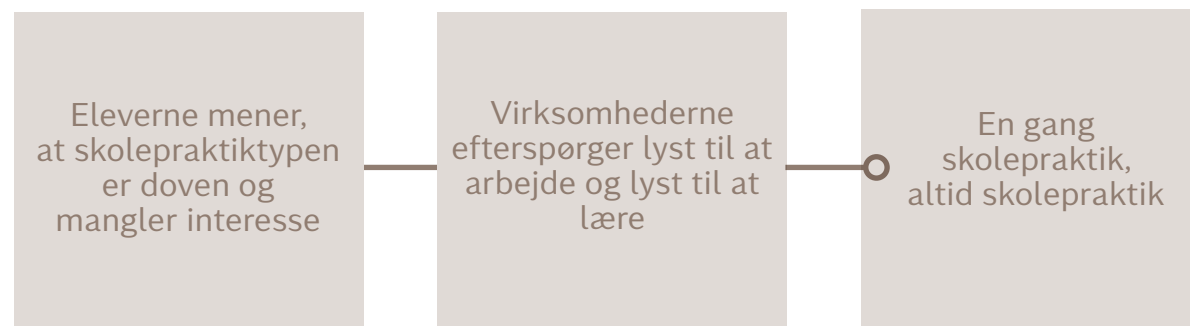 Eleverne mener,
at skolepraktiktypen
er doven og
mangler interesse
Virksomhederne
efterspørger lyst til at
arbejde og lyst til at
lære
En gang
skolepraktik,
altid skolepraktik